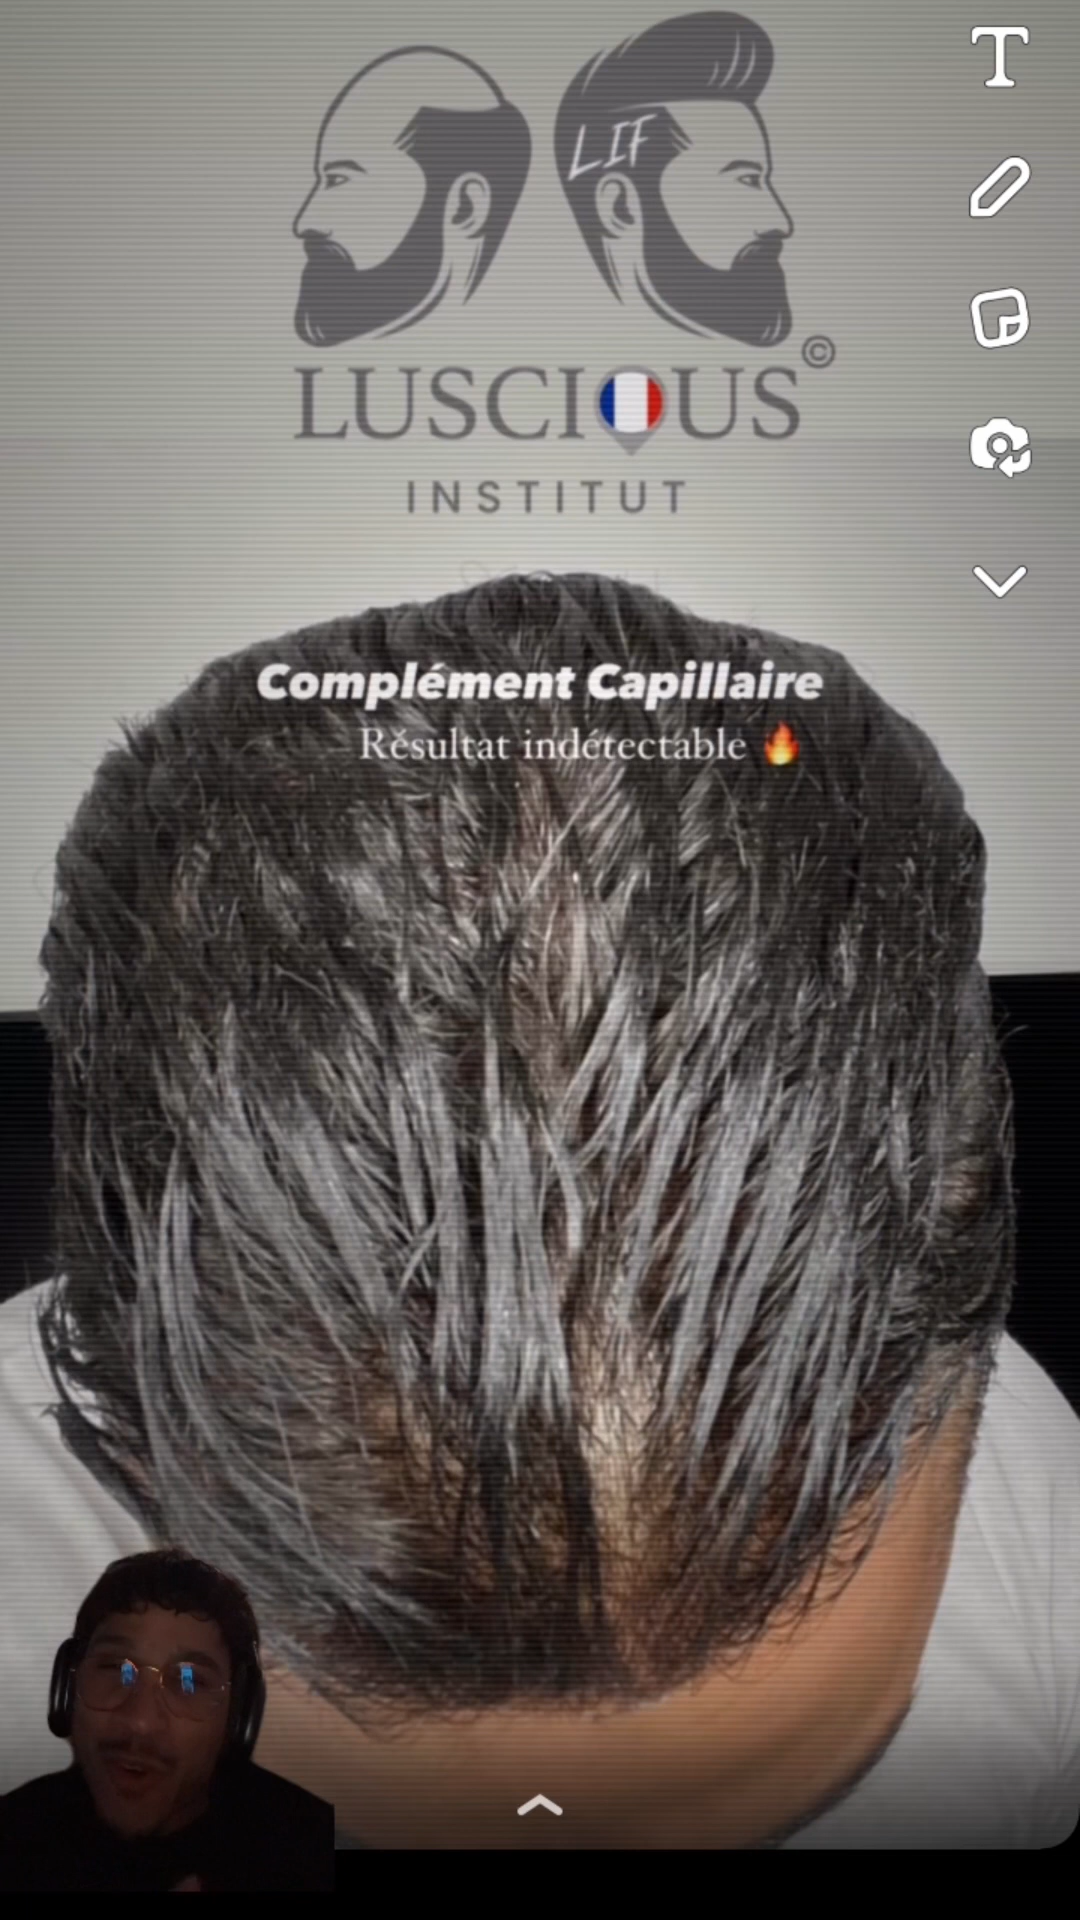 LIF
LUSCIOUS
©
INSTITUT
Complément Capillaire
Résultat indétectable 🔥